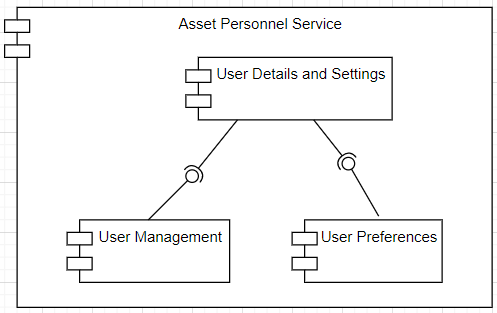 Asset Personnel Service
User Details and Settings
User Management
User Preferences